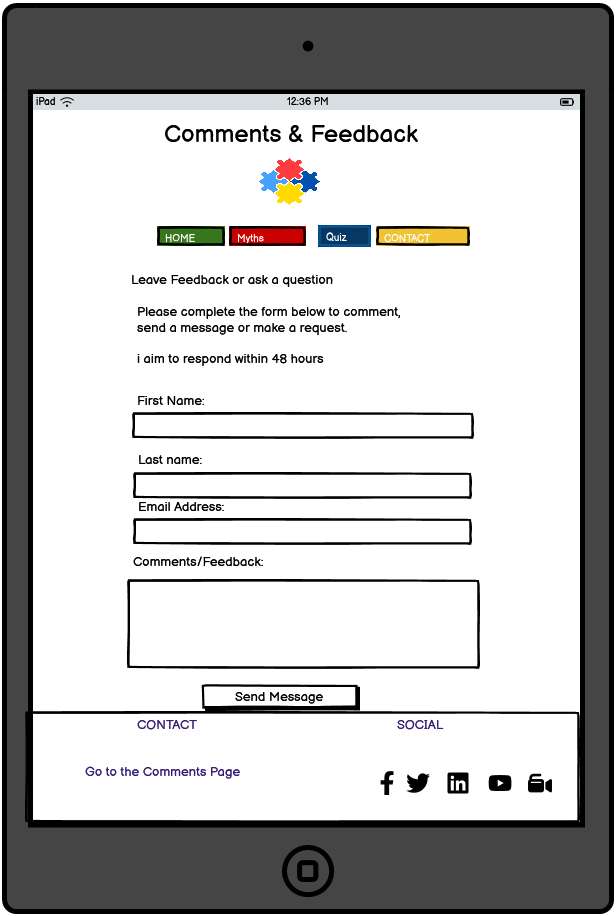 iPad 12:36 PM
Comments & Feedback
HOME Myths Quiz CONTACT
Leave Feedback or ask a question
Please complete the form below to comment,
send a message or make a request.
i aim to respond within 48 hours
First Name:
Last name:
Email Address:
Comments/Feedback:
Send Message
CONTACT SOCIAL
Go to the Comments Page